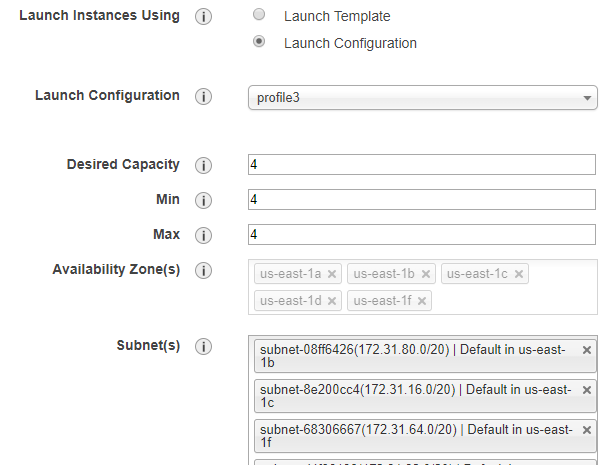 Launch Instances Using
Launch Template
Launch Configuration
Launch Configuration
profile3
Desired Capacity
4
Min
4
Max
4
Availability Zone(s)
us-east-1a
us-east-1b
us-east-1c
us-east-1d
us-east-1f
Subnet(s)
subnet-08ff6426(172.31.80.0/20) | Default in us-east-
1b
subnet-8e200cc4(172.31.16.0/20) | Default in us-east-
1c
subnet-68306667(172.31.64.0/20) | Default in us-east-
1f